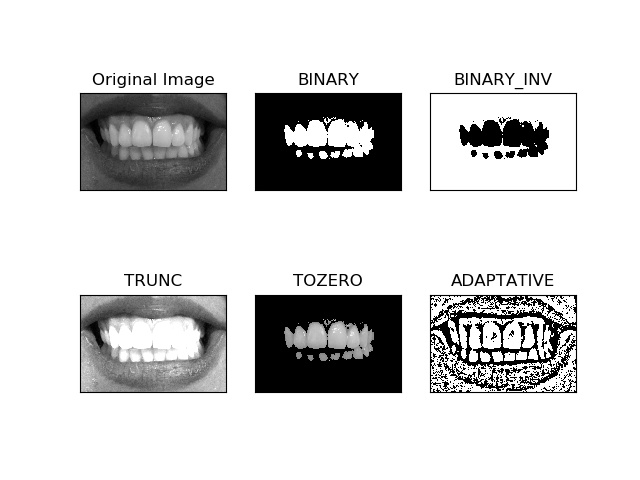 Original Image
BINARY
BINARY_INV
TRUNC
TOZERO
ADAPTATIVE